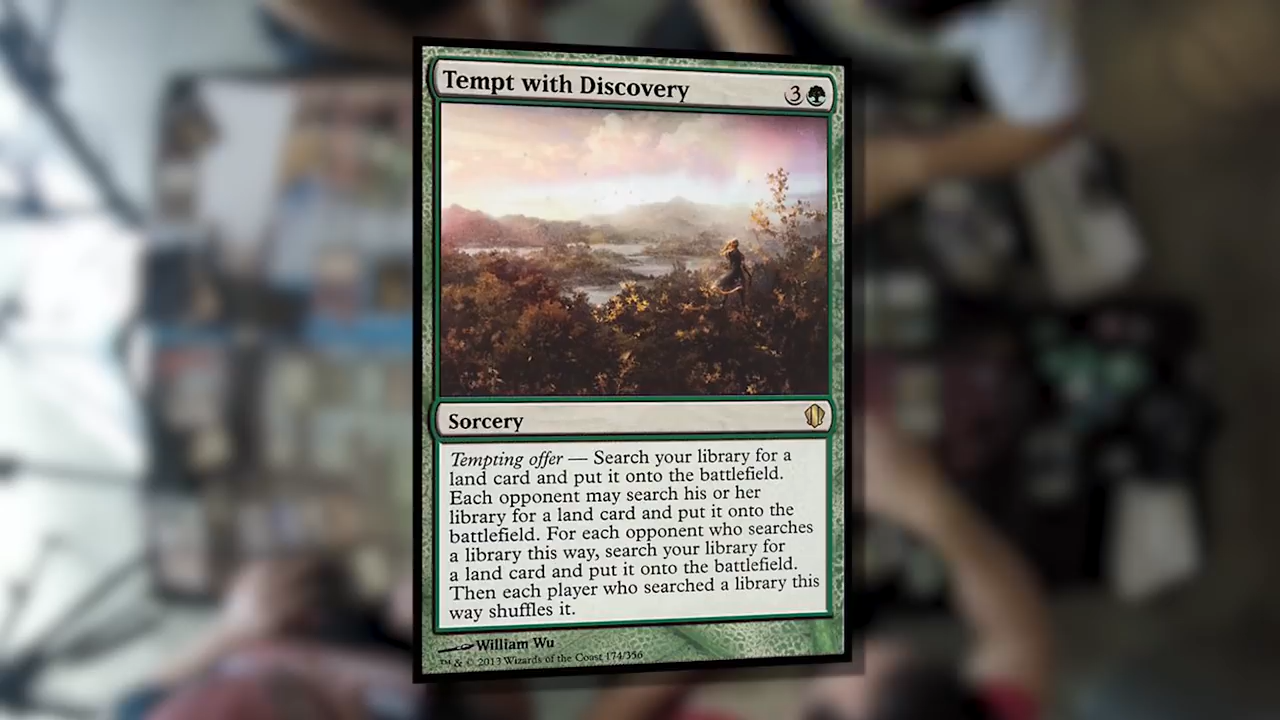 Tempt with Discovery 3
Sorcery
Tempting offer — Search your library for a
land card and put it onto the battlefield.
Each opponent may search his or her
library for a land card and put it onto the
battlefield. For each opponent who searches
a library this way, search your library for
a land card and put it onto the battlefield.
Then each player who searched a library this
way shuffles it.
William Wu
™ & © 2013 Wizards of the Coast 174/356